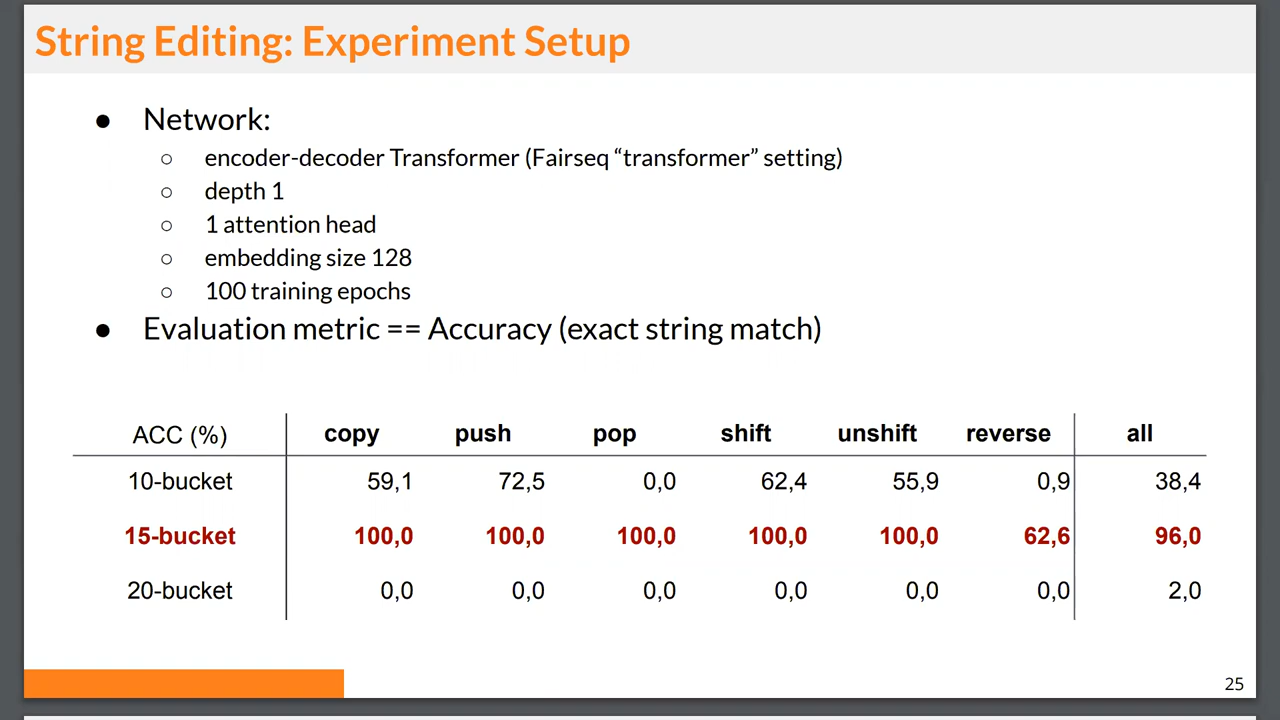 String Editing: Experiment Setup
● Network:
○ encoder-decoder Transformer (Fairseq “transformer” setting)
○ depth 1
○ 1 attention head
○ embedding size 128
○ 100 training epochs
● Evaluation metric == Accuracy (exact string match)
ACC (%) copy push pop shift unshift reverse all
10-bucket 59,1 72,5 0,0 62,4 55,9 0,9 38,4
15-bucket 100,0 100,0 100,0 100,0 100,0 62,6 96,0
20-bucket 0,0 0,0 0,0 0,0 0,0 0,0 2,0
25